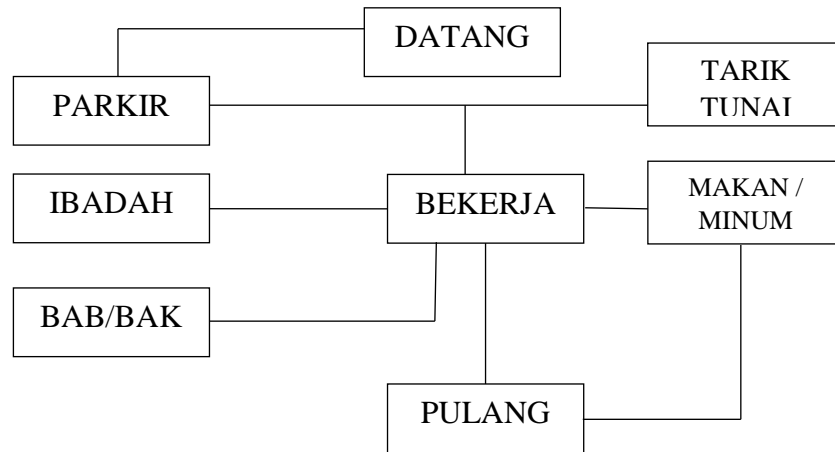 DATANG
TARIK
TUNAI
PARKIR
IBADAH
BEKERJA
MAKAN /
MINUM
BAB/BAK
PULANG